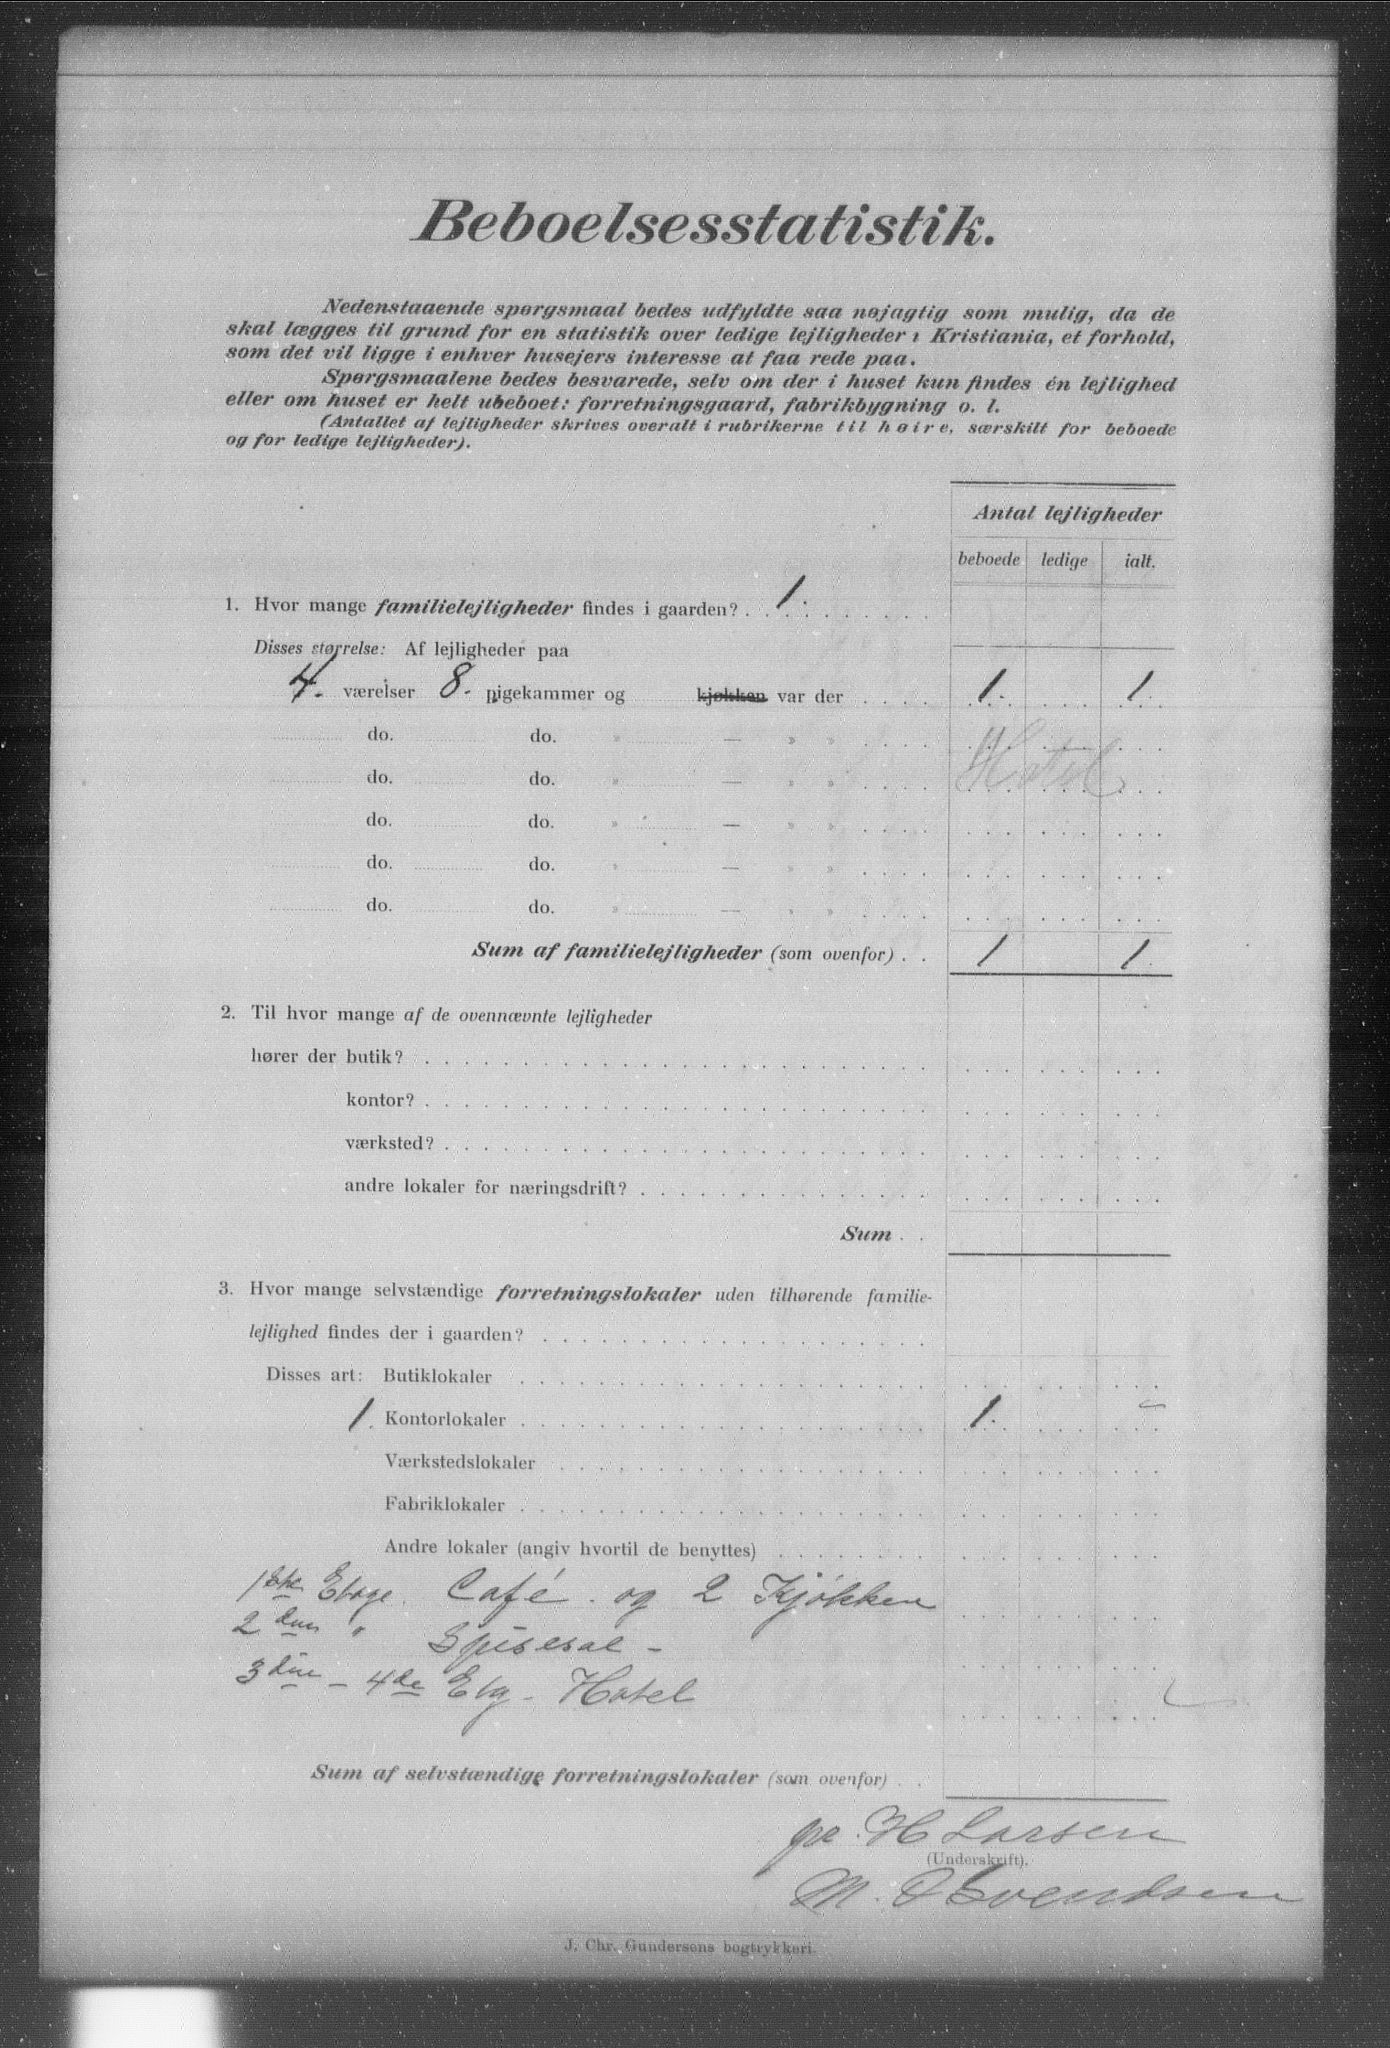 Beboelsesstatistik.
Nedenstaaende spørgsmaal bedes udfyldte saa nøjagtig som mulig, da de
skal lægges til grund for en statistik over ledige lejligheder i Kristiania, et forhold,
som det vil ligge i enhver husejers interesse at faa rede paa.
Spørgsmaalene bedes besvarede, selv om der i huset kun findes én lejlighed
eller om huset er helt ubeboet: forretningsgaard, fabrikbygning o. l.
(Antallet af lejligheder skrives overalt i rubrikerne til høire, særskilt for beboede
og for ledige lejligheder).
Antal lejligheder
beboede ledige ialt.
1. Hvor mange familielejligheder findes i gaarden? . 1. . . . . . .
Disses størrelse: Af lejligheder paa
4. værelser 8. pigekammer og kjøkken var der . . . . 1. 1.
do. do. » — » » . . . .
do. do. » — » » . . . . Hotel
do. do. » — » » . . . .
do. do. » — » » . . . .
do. do. » — » » . . . .
Sum af familielejligheder (som ovenfor) . . 1 1.
2. Til hvor mange af de ovennævnte lejligheder
hører der butik? . . . .
kontor? . . . .
værksted? . . . .
andre lokaler for næringsdrift? . . . .
Sum . .
3. Hvor mange selvstændige forretningslokaler uden tilhørende familie-
lejlighed findes der i gaarden? . . . .
Disses art: Butiklokaler . . . .
1. Kontorlokaler . . . . 1.
Værkstedslokaler . . . .
Fabriklokaler . . . .
Andre lokaler (angiv hvortil de benyttes) . . . .
1ste Etage. Café. og 2 Kjøkken
2den " Spisesal –
3die – 4de Etg. Hotel
Sum af selvstændige forretningslokaler (som ovenfor) . .
pr. H Larsen
(Underskrift).
M. O Svendsen
J. Chr. Gundersens bogtrykkeri.